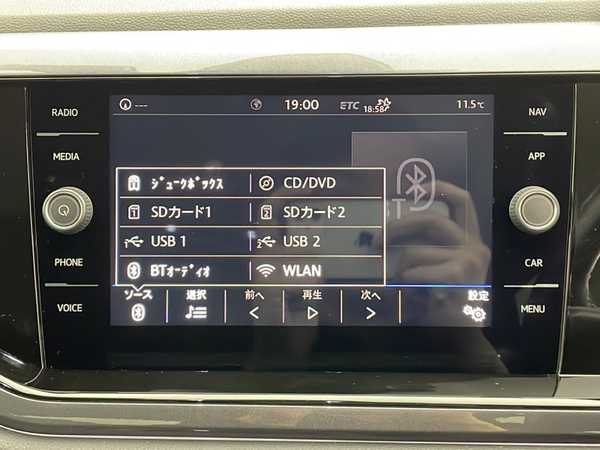 RADIO
MEDIA
PHONE
VOICE
--- 19:00 ETC 18:58 11.5℃
ジュークボックス CD/DVD
SDカード1 SDカード2
USB 1 USB 2
BTオーディオ WLAN
BT
ソース 選択 前へ 再生 次へ 設定
NAV
APP
CAR
MENU